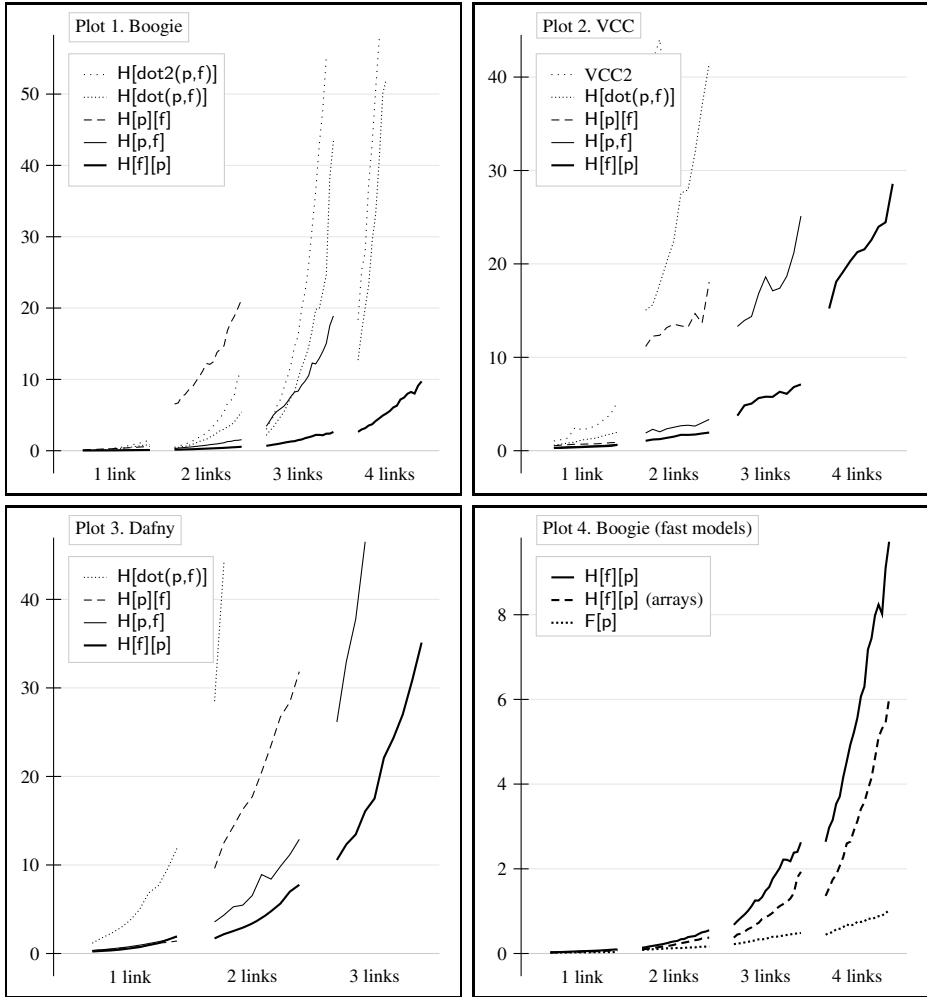 Plot 1. Boogie
H[dot2(p,f)]
H[dot(p,f)]
H[p][f]
H[p,f]
H[f][p]
50
40
30
20
10
0
1 link 2 links 3 links 4 links
Plot 2. VCC
VCC2
H[dot(p,f)]
H[p][f]
H[p,f]
H[f][p]
40
30
20
10
0
1 link 2 links 3 links 4 links
Plot 3. Dafny
H[dot(p,f)]
H[p][f]
H[p,f]
H[f][p]
40
30
20
10
0
1 link 2 links 3 links
Plot 4. Boogie (fast models)
H[f][p]
H[f][p] (arrays)
F[p]
8
6
4
2
0
1 link 2 links 3 links 4 links